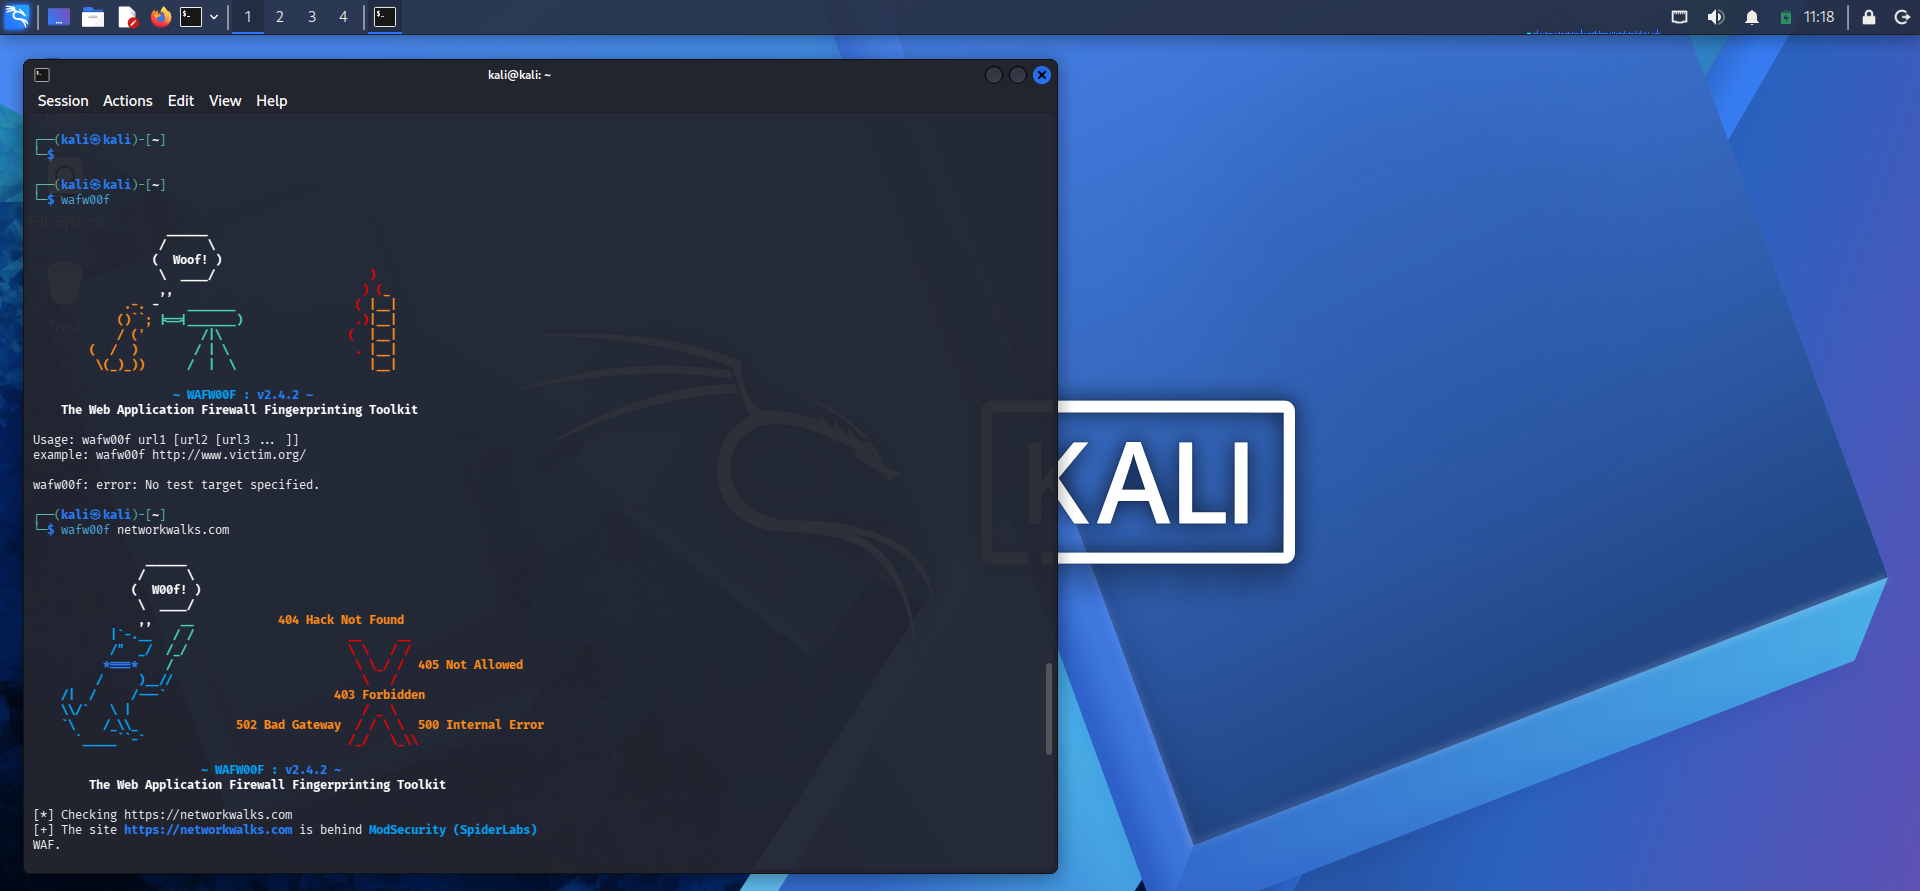 1 2 3 4
11:18
kali@kali: ~
Session Actions Edit View Help
Home
┌──(kali㉿kali)-[~]
└─$
┌──(kali㉿kali)-[~]
└─$ wafw00f
File System
Woof!
Trash
~ WAFW00F : v2.4.2 ~
The Web Application Firewall Fingerprinting Toolkit
Usage: wafw00f url1 [url2 [url3 ... ]]
example: wafw00f http://www.victim.org/
wafw00f: error: No test target specified.
┌──(kali㉿kali)-[~]
└─$ wafw00f networkwalks.com
W00f!
404 Hack Not Found
405 Not Allowed
403 Forbidden
502 Bad Gateway 500 Internal Error
~ WAFW00F : v2.4.2 ~
The Web Application Firewall Fingerprinting Toolkit
[*] Checking https://networkwalks.com
[+] The site https://networkwalks.com is behind ModSecurity (SpiderLabs)
WAF.
KALI